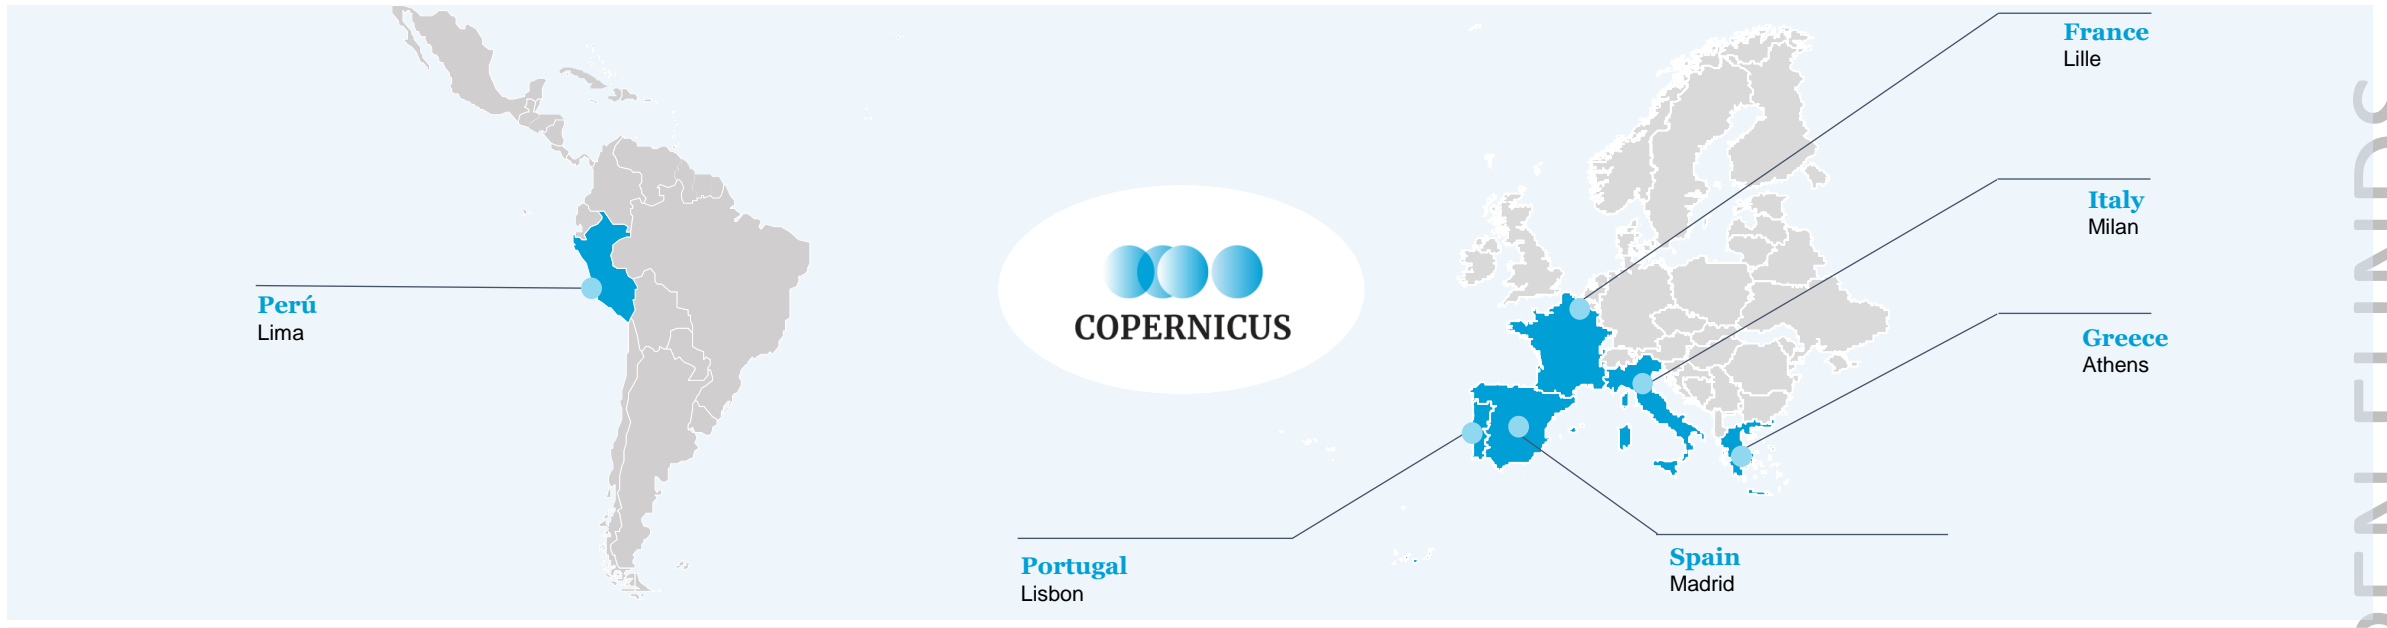 France
Lille
Italy
Milan
Perú
Lima
COPERNICUS
Greece
Athens
Portugal
Lisbon
Spain
Madrid